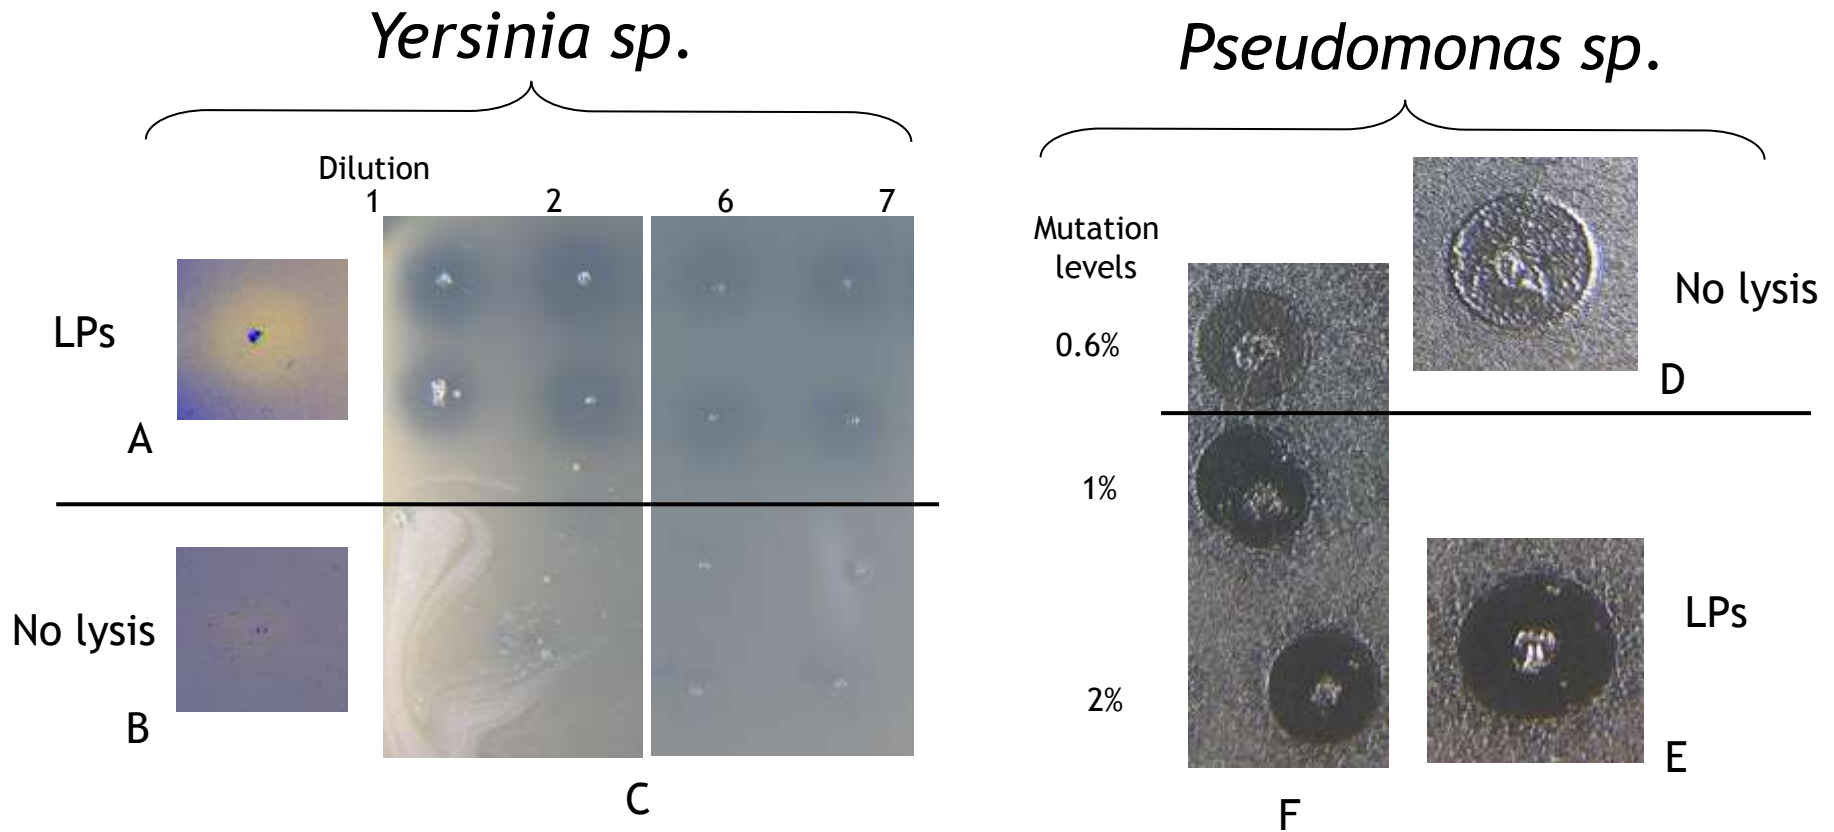 Yersinia sp.
Dilution
1 2 6 7
LPs
A
No lysis
B
C
Pseudomonas sp.
Mutation
levels
0.6%
1%
2%
No lysis
D
LPs
E
F